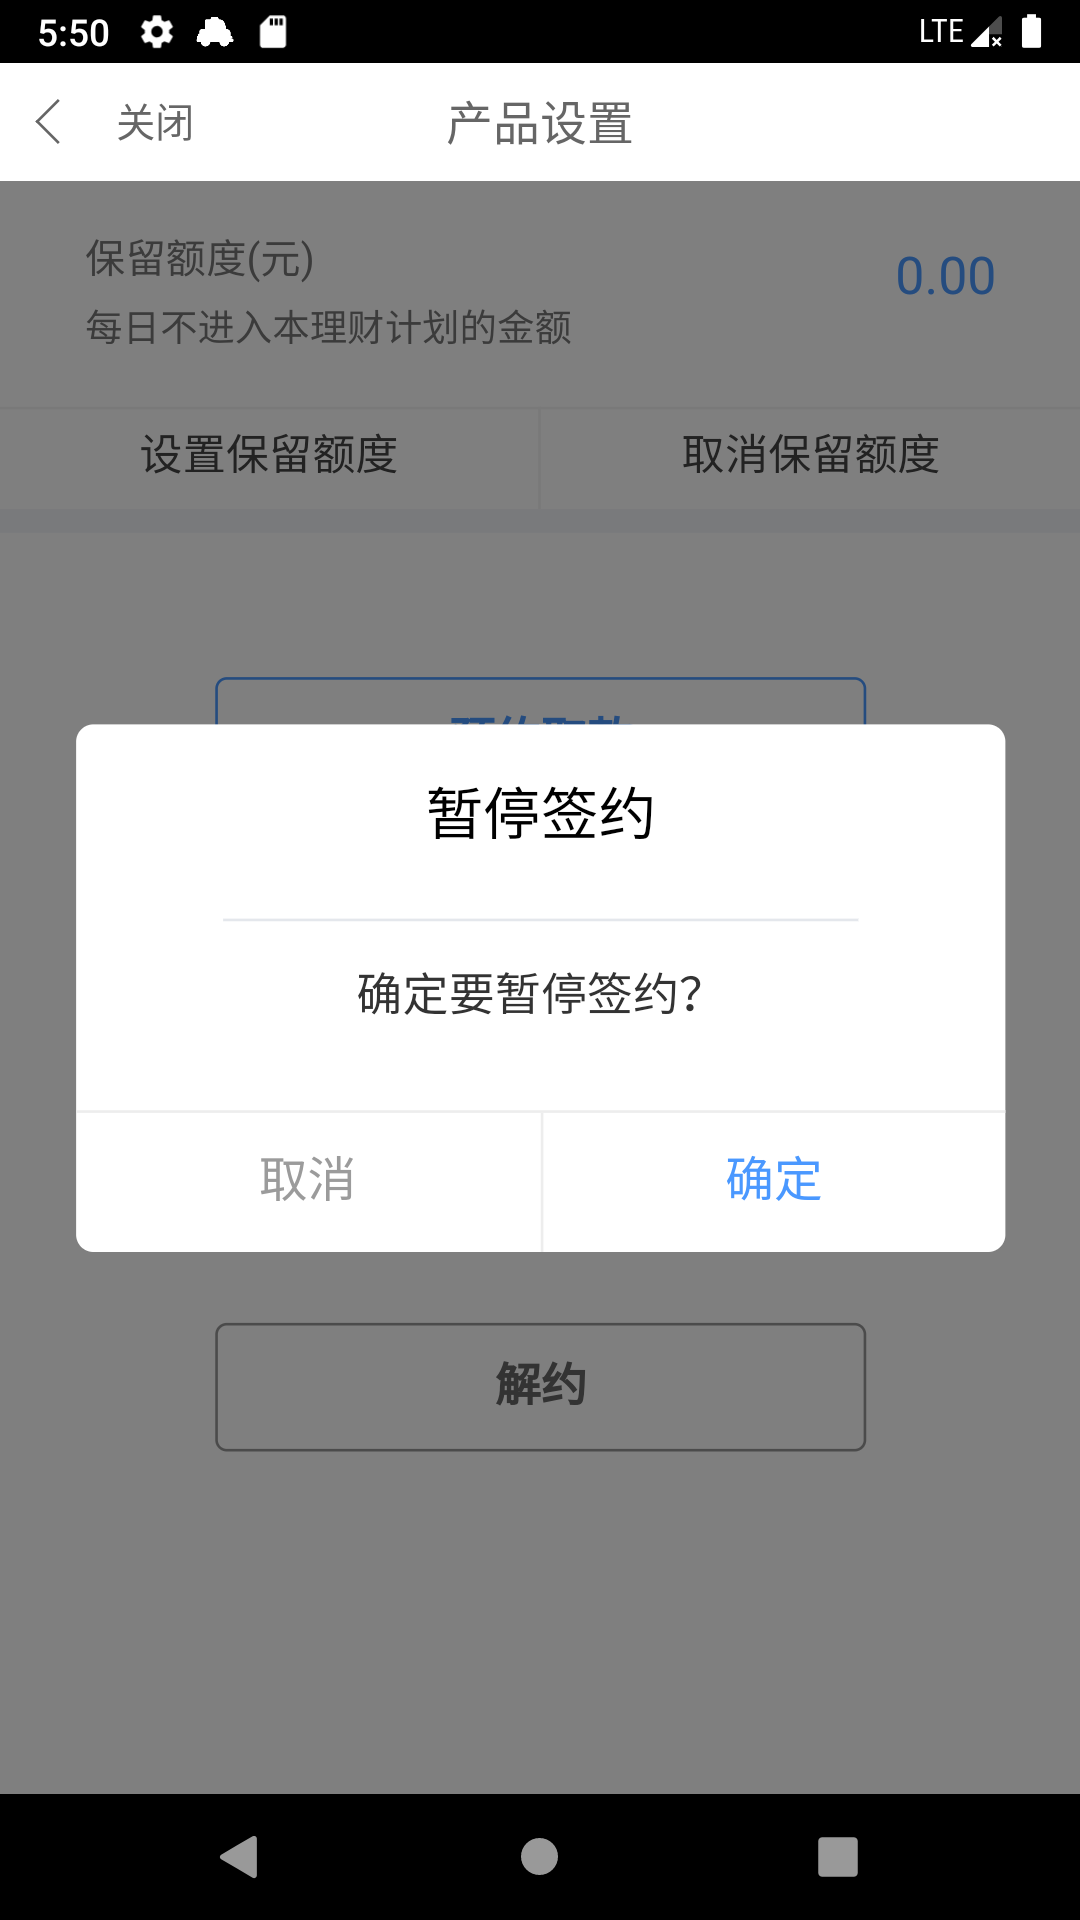 5:50
LTE
关闭
产品设置
保留额度(元)
0.00
每日不进入本理财计划的金额
设置保留额度
取消保留额度
暂停签约
确定要暂停签约?
取消
确定
解约